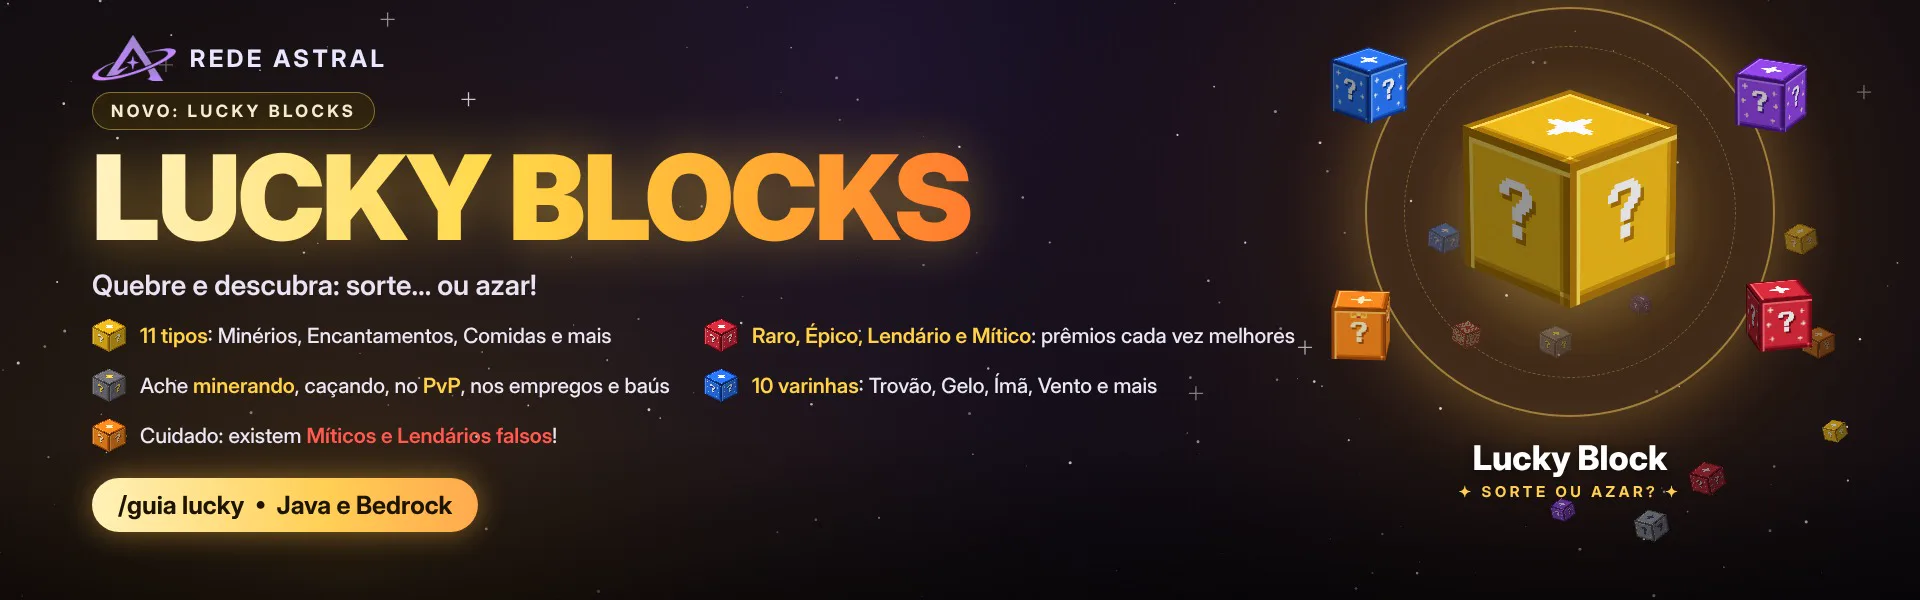 REDE ASTRAL
NOVO: LUCKY BLOCKS
LUCKY BLOCKS
Quebre e descubra: sorte... ou azar!
11 tipos: Minérios, Encantamentos, Comidas e mais
Raro, Épico, Lendário e Mítico: prêmios cada vez melhores
Ache minerando, caçando, no PvP, nos empregos e baús
10 varinhas: Trovão, Gelo, Ímã, Vento e mais
Cuidado: existem Míticos e Lendários falsos!
/guia lucky • Java e Bedrock
Lucky Block
✦ SORTE OU AZAR? ✦